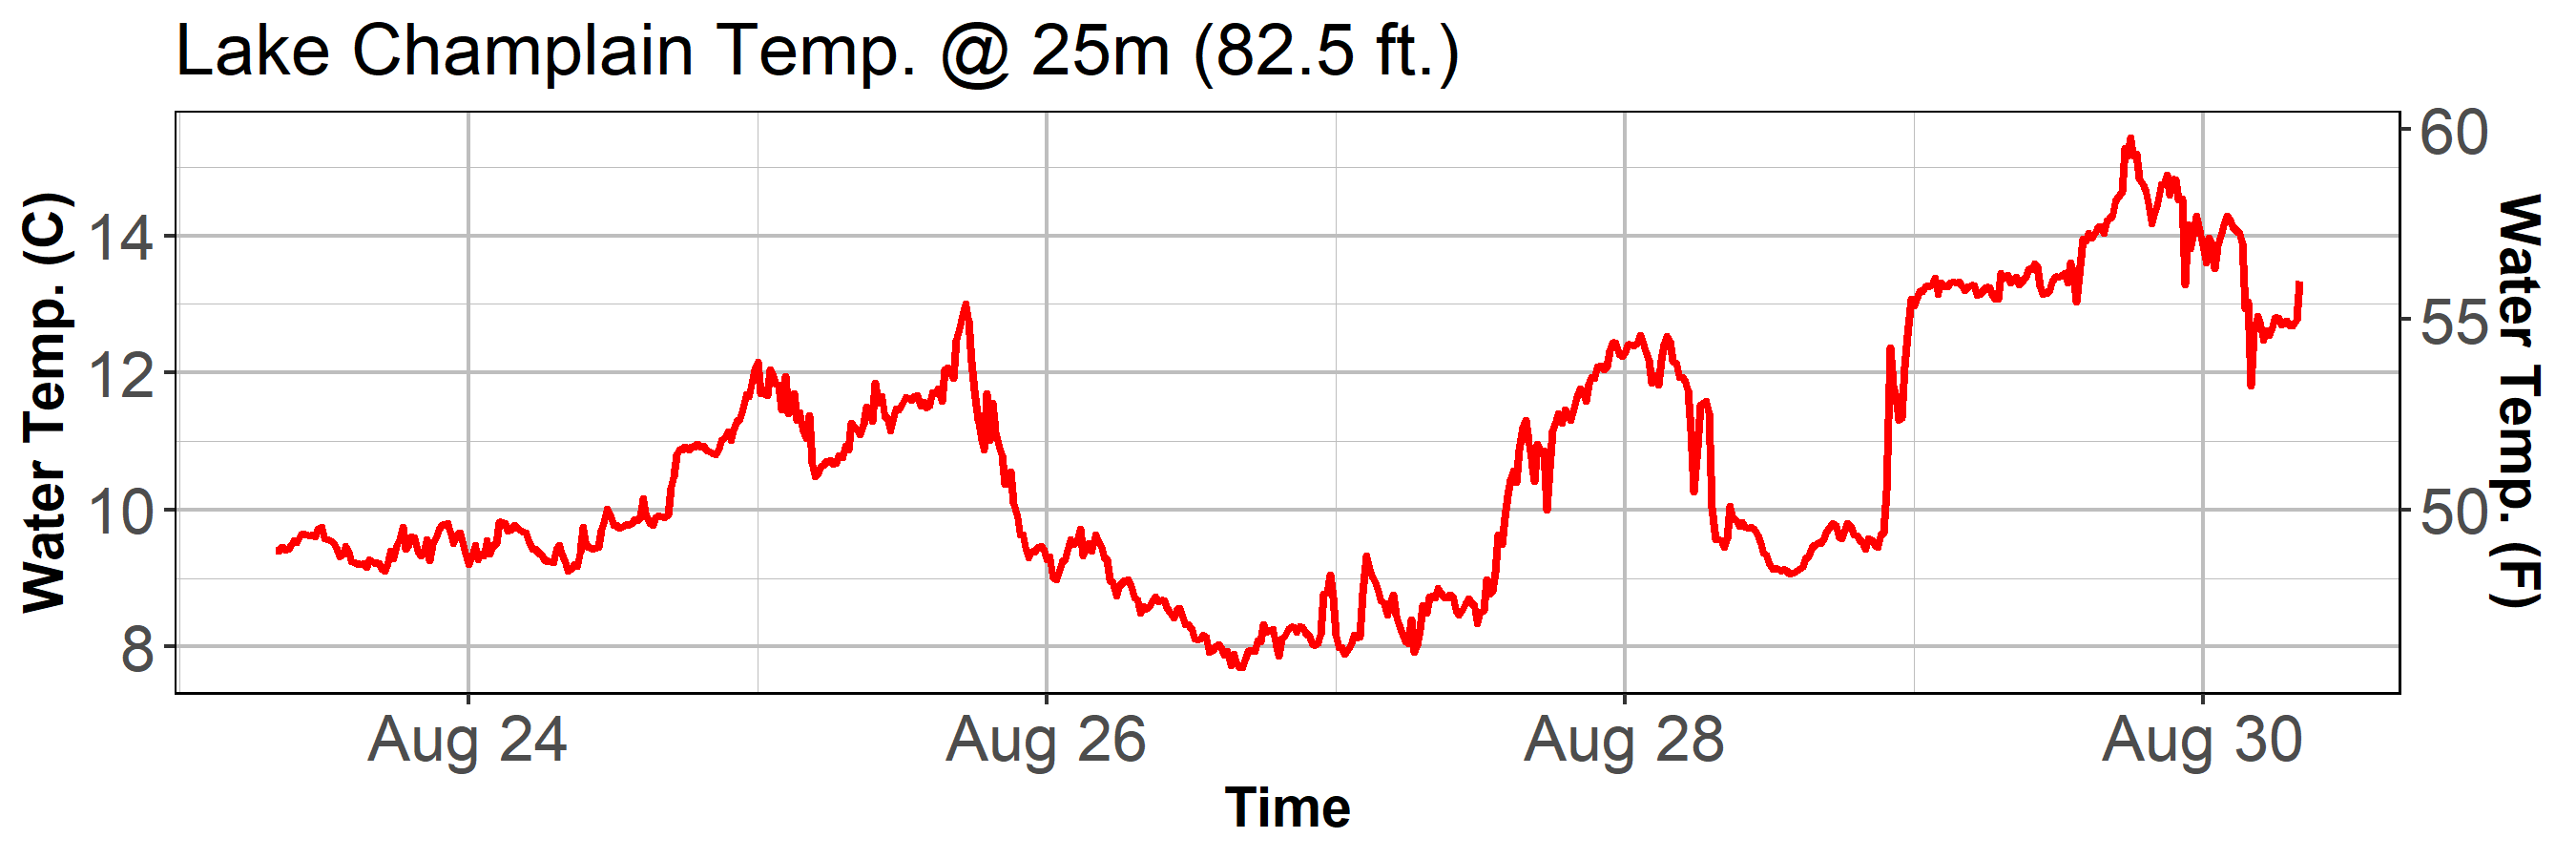 Lake Champlain Temp. @ 25m (82.5 ft.)
Water Temp. (C)
14
12
10
8
60
55
50
Water Temp. (F)
Aug 24
Aug 26
Aug 28
Aug 30
Time